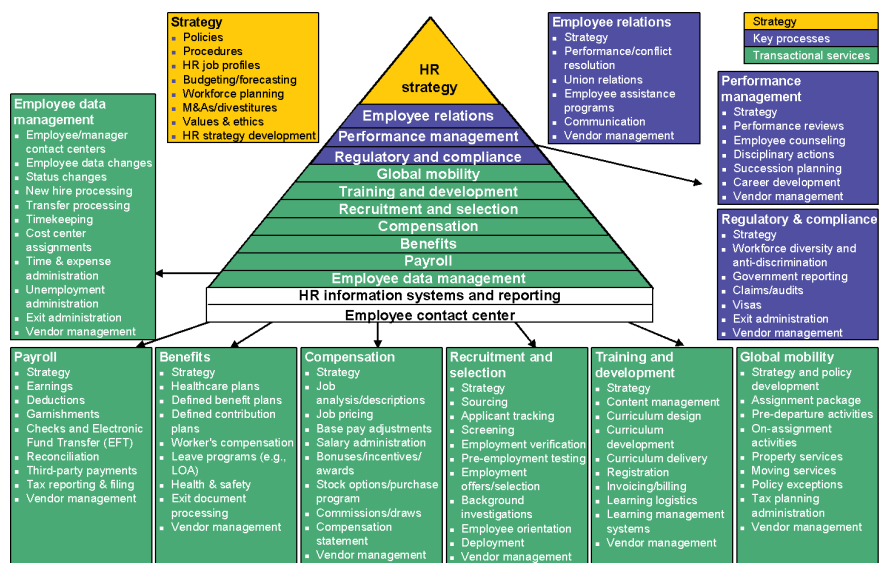 Strategy
Policies
Procedures
HR job profiles
Budgeting/forecasting
Workforce planning
M&As/divestitures
Values & ethics
HR strategy development
Employee relations
Strategy
Performance/conflict
resolution
Union relations
Employee assistance
programs
Communication
Vendor management
Strategy
Key processes
Transactional services
Employee data
management
Employee/manager
contact centers
Employee data changes
Status changes
New hire processing
Transfer processing
Timekeeping
Cost center
assignments
Time & expense
administration
Unemployment
administration
Exit administration
Vendor management
HR
strategy
Employee relations
Performance management
Regulatory and compliance
Global mobility
Training and development
Recruitment and selection
Compensation
Benefits
Payroll
Employee data management
HR information systems and reporting
Employee contact center
Performance
management
Strategy
Performance reviews
Employee counseling
Disciplinary actions
Succession planning
Career development
Vendor management
Regulatory & compliance
Strategy
Workforce diversity and
anti-discrimination
Government reporting
Claims/audits
Visas
Exit administration
Vendor management
Payroll
Strategy
Earnings
Deductions
Garnishments
Checks and Electronic
Fund Transfer (EFT)
Reconciliation
Third-party payments
Tax reporting & filing
Vendor management
Benefits
Strategy
Healthcare plans
Defined benefit plans
Defined contribution
plans
Worker's compensation
Leave programs (e.g.,
LOA)
Health & safety
Exit document
processing
Vendor management
Compensation
Strategy
Job
analysis/descriptions
Job pricing
Base pay adjustments
Salary administration
Bonuses/incentives/
awards
Stock options/purchase
program
Commissions/draws
Compensation
statement
Vendor management
Recruitment and
selection
Strategy
Sourcing
Applicant tracking
Screening
Employment verification
Pre-employment testing
Employment
offers/selection
Background
investigations
Employee orientation
Deployment
Vendor management
Training and
development
Strategy
Content management
Curriculum design
Curriculum
development
Curriculum delivery
Registration
Invoicing/billing
Learning logistics
Learning management
systems
Vendor management
Global mobility
Strategy and policy
development
Assignment package
Pre-departure activities
On-assignment
activities
Property services
Moving services
Policy exceptions
Tax planning
administration
Vendor management